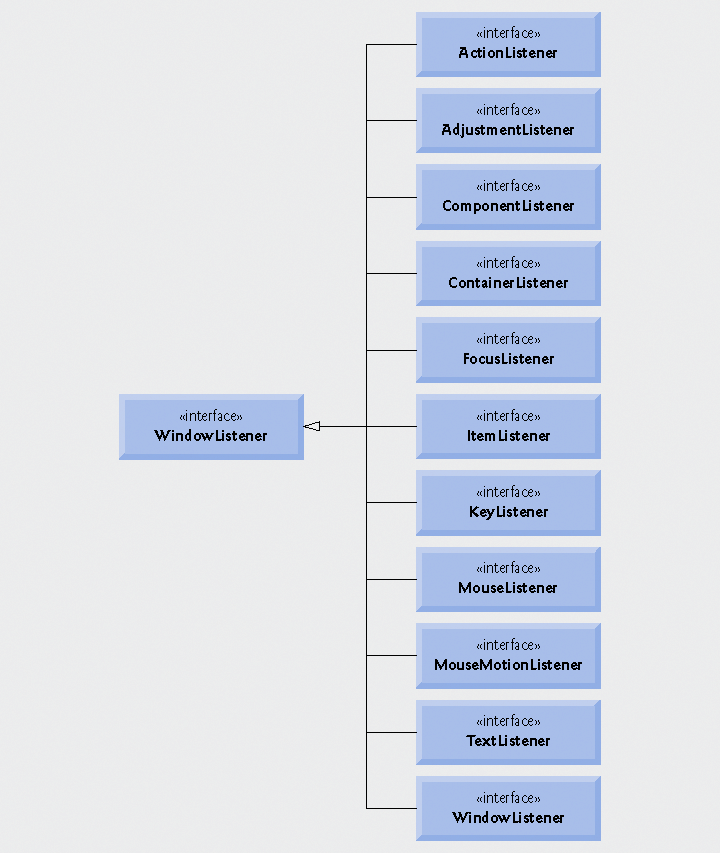 «interface»
ActionListener
«interface»
AdjustmentListener
«interface»
ComponentListener
«interface»
ContainerListener
«interface»
FocusListener
«interface»
WindowListener
«interface»
ItemListener
«interface»
KeyListener
«interface»
MouseListener
«interface»
MouseMotionListener
«interface»
TextListener
«interface»
WindowListener